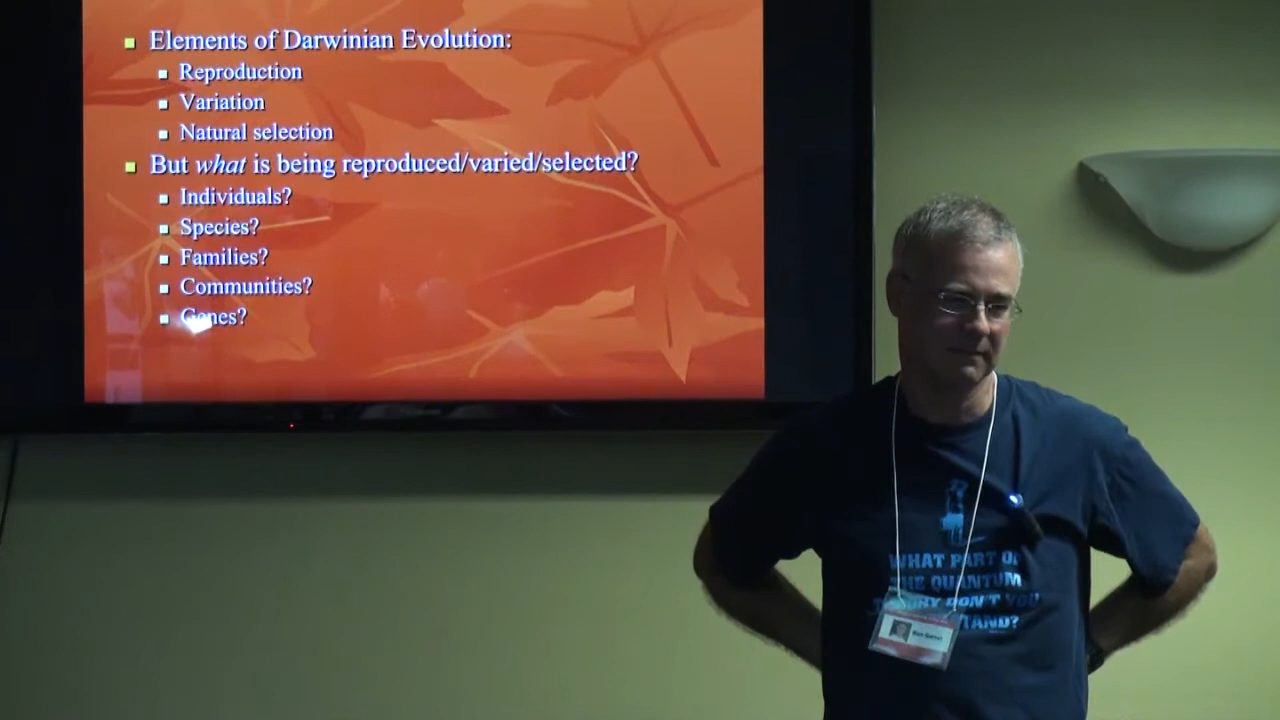 Elements of Darwinian Evolution:
Reproduction
Variation
Natural selection
But what is being reproduced/varied/selected?
Individuals?
Species?
Families?
Communities?
Genes?
WHAT PART OF
THE QUANTUM
THEORY DON'T YOU